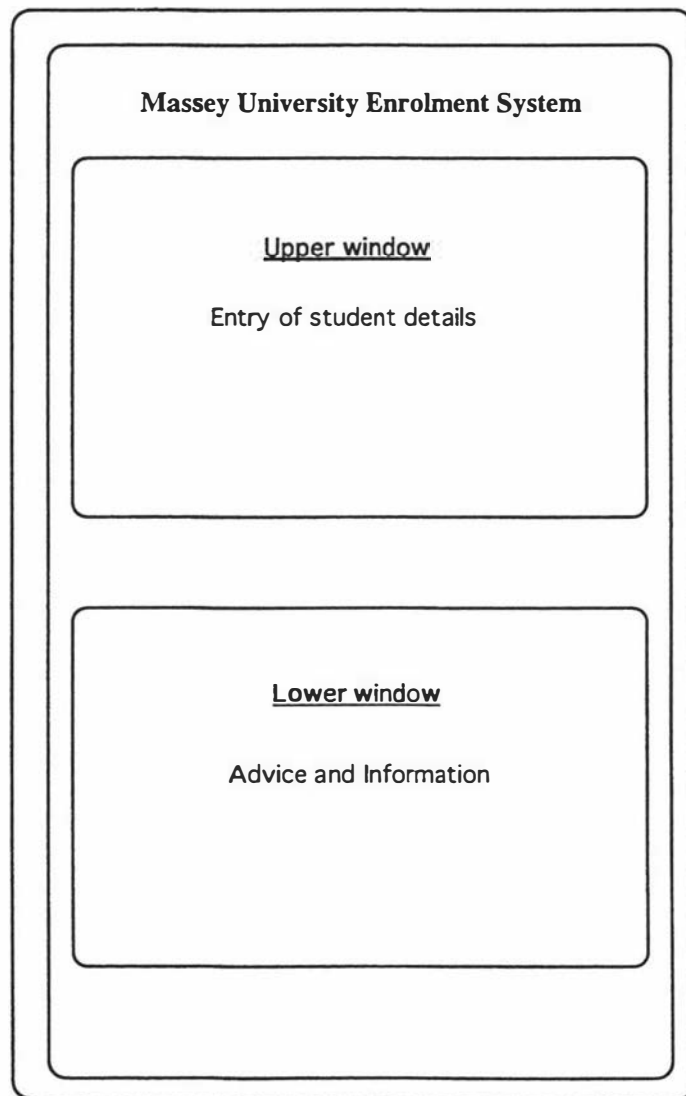 Massey University Enrolment System
Upper window
Entry of student details
Lower window
Advice and Information